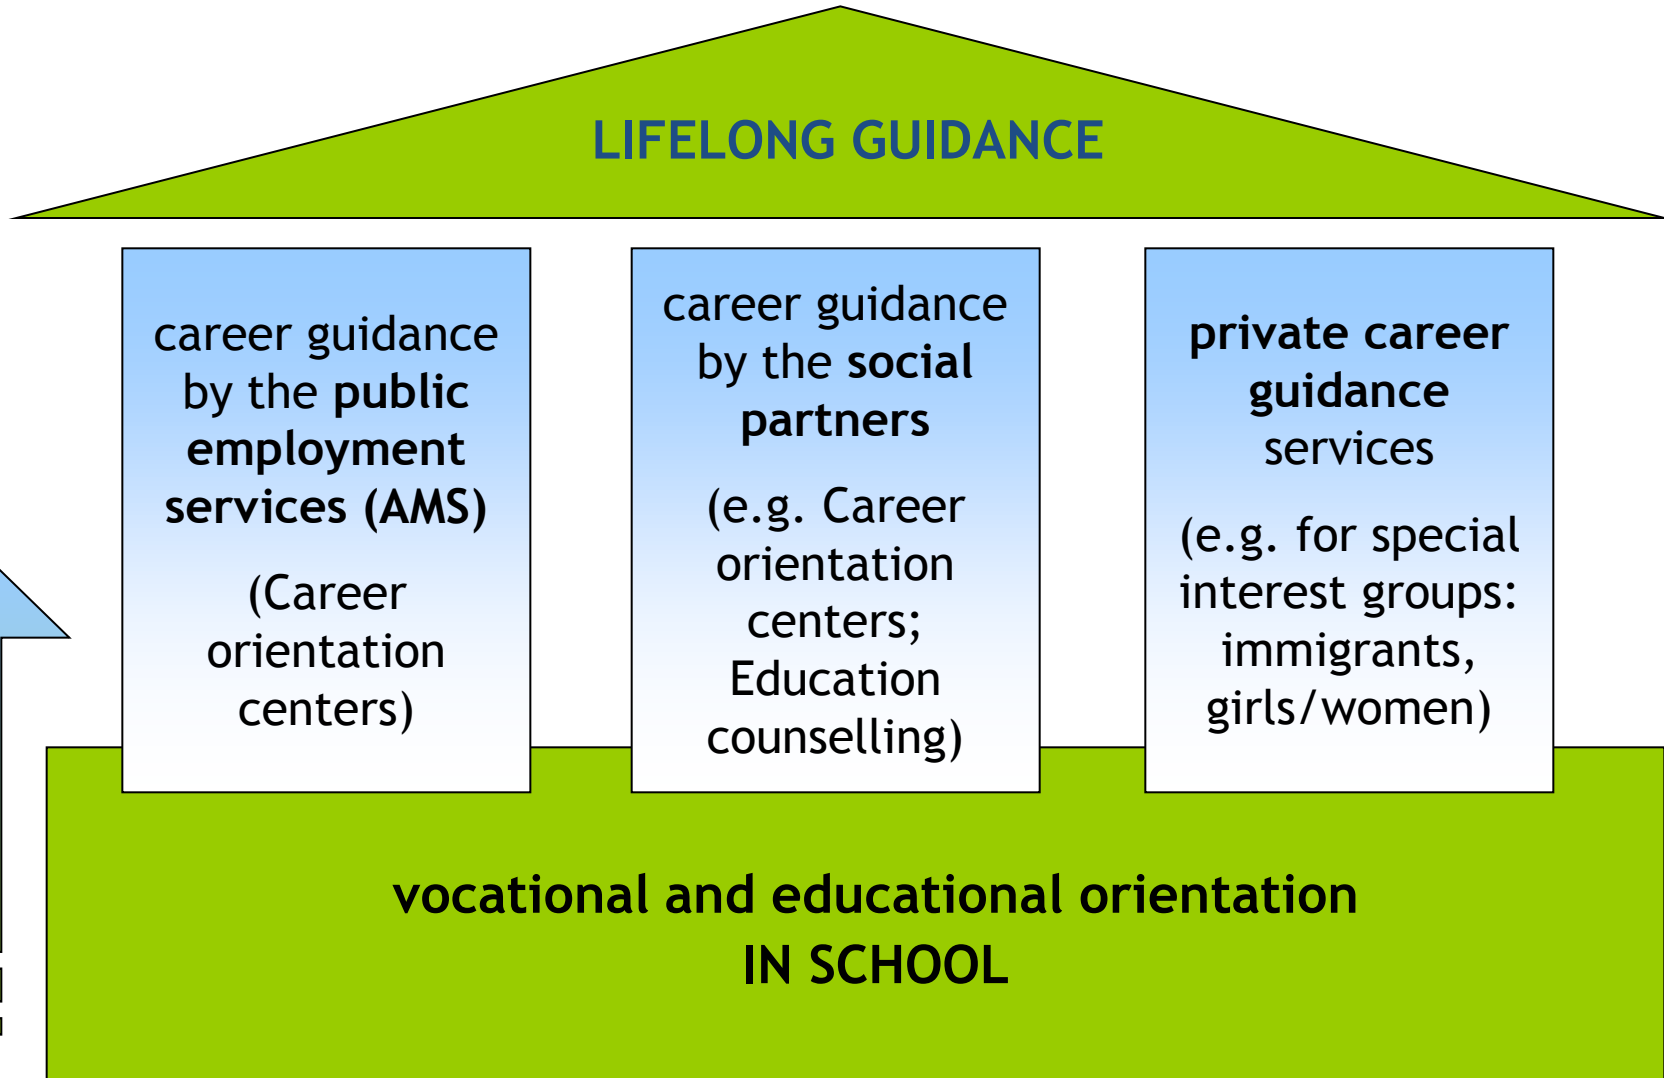 LIFELONG GUIDANCE
career guidance
by the public
employment
services (AMS)
(Career
orientation
centers)
career guidance
by the social
partners
(e.g. Career
orientation
centers;
Education
counselling)
private career
guidance
services
(e.g. for special
interest groups:
immigrants,
girls/women)
vocational and educational orientation
IN SCHOOL